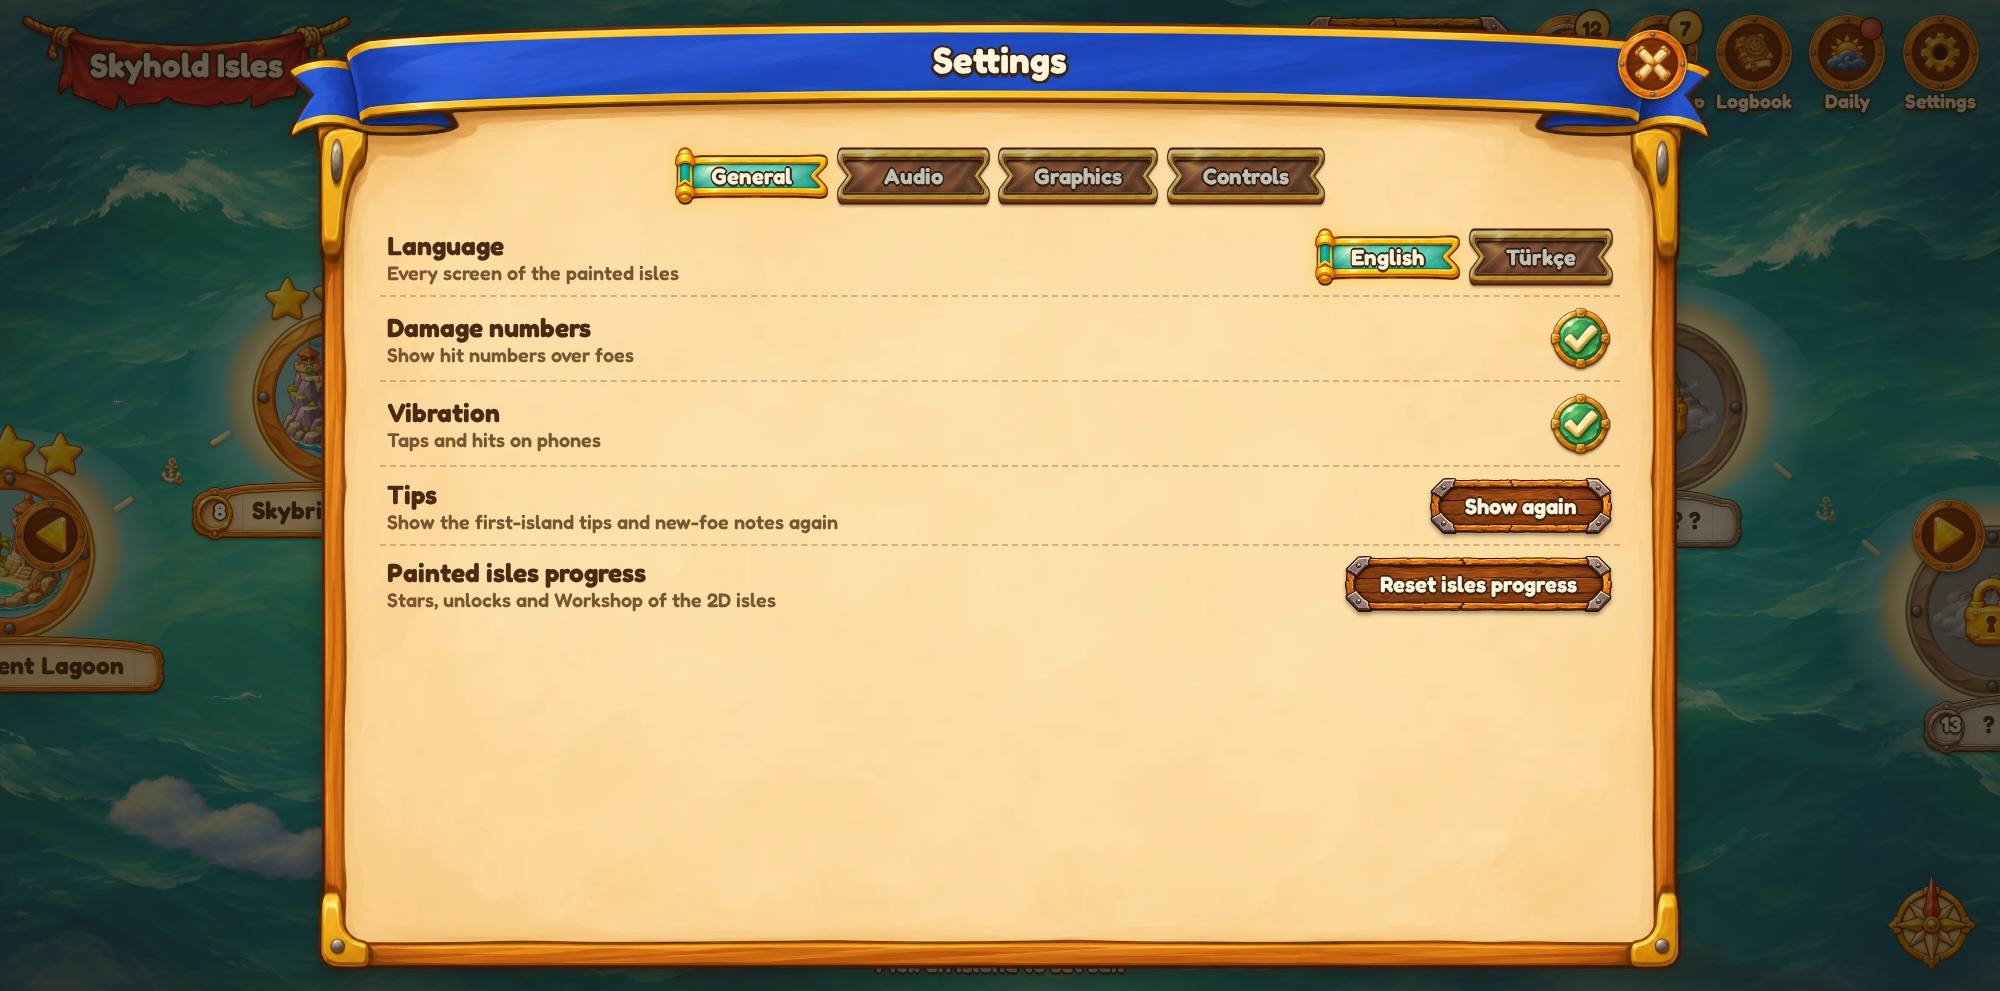 Skyhold Isles
Settings
12
7
Logbook
Daily
Settings
General
Audio
Graphics
Controls
Language
Every screen of the painted isles
English
Türkçe
Damage numbers
Show hit numbers over foes
Vibration
Taps and hits on phones
Tips
Show the first-island tips and new-foe notes again
Show again
Painted isles progress
Stars, unlocks and Workshop of the 2D isles
Reset isles progress
8
Skybri
? ?
ent Lagoon
13
?